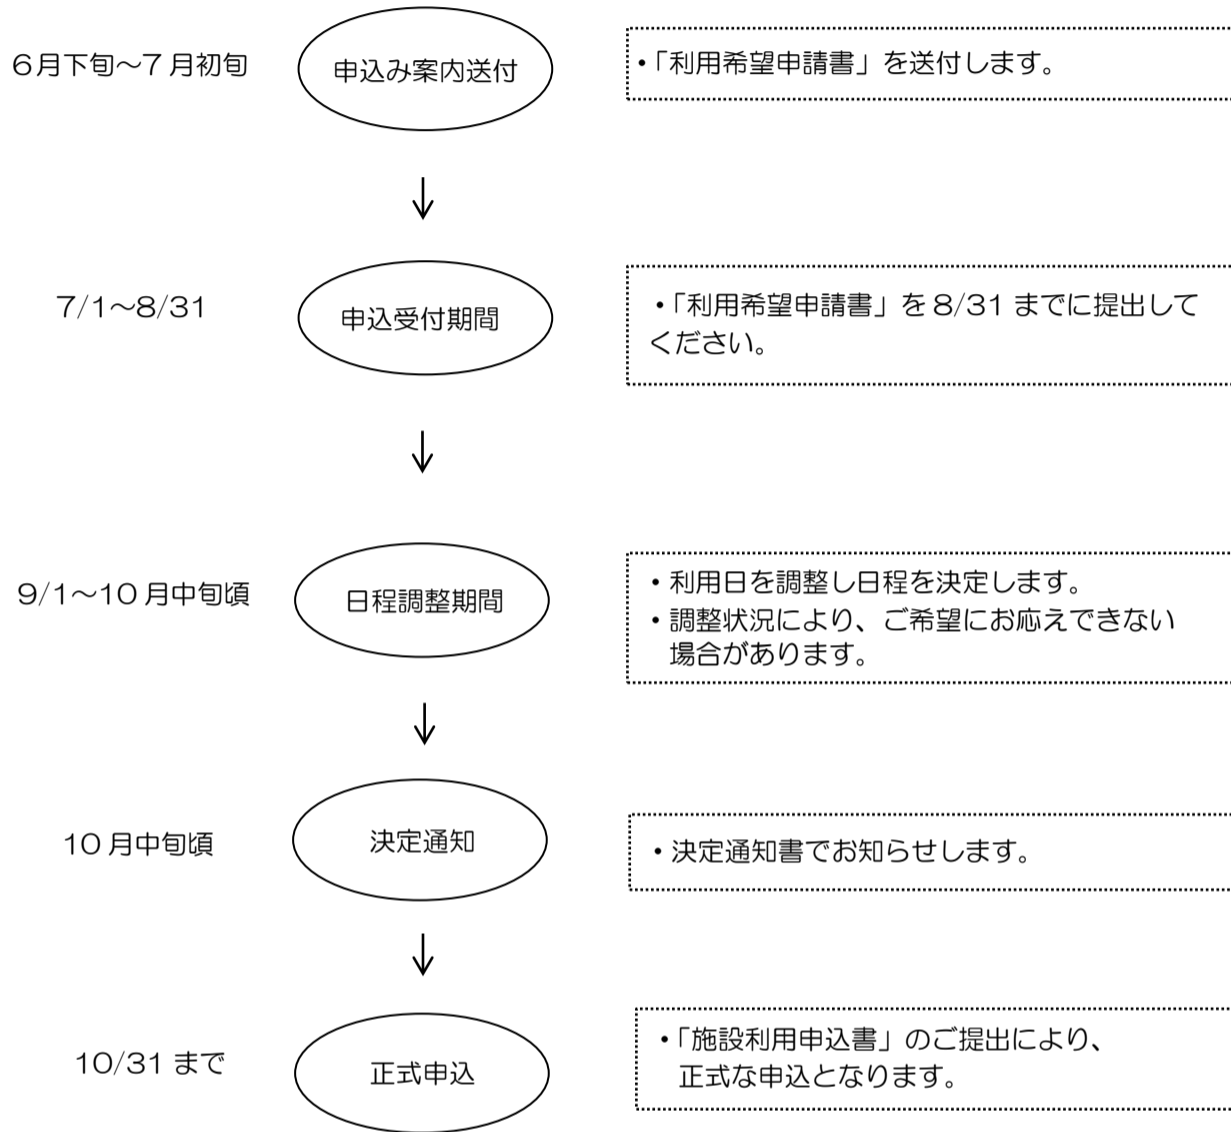 6月下旬～7月初旬
申込み案内送付
・「利用希望申請書」を送付します。
7/1～8/31
申込受付期間
・「利用希望申請書」を8/31 までに提出して
ください。
9/1～10月中旬頃
日程調整期間
・利用日を調整し日程を決定します。
・調整状況により、ご希望にお応えできない
場合があります。
10月中旬頃
決定通知
・決定通知書でお知らせします。
10/31 まで
正式申込
・「施設利用申込書」のご提出により、
正式な申込となります。